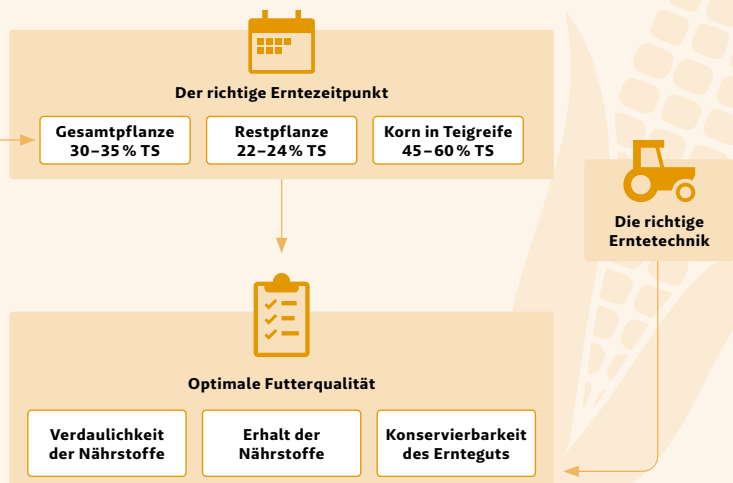 Der richtige Erntezeitpunkt
Gesamtpflanze
30–35 % TS
Restpflanze
22–24 % TS
Korn in Teigreife
45–60 % TS
Die richtige
Erntetechnik
Optimale Futterqualität
Verdaulichkeit
der Nährstoffe
Erhalt der
Nährstoffe
Konservierbarkeit
des Ernteguts